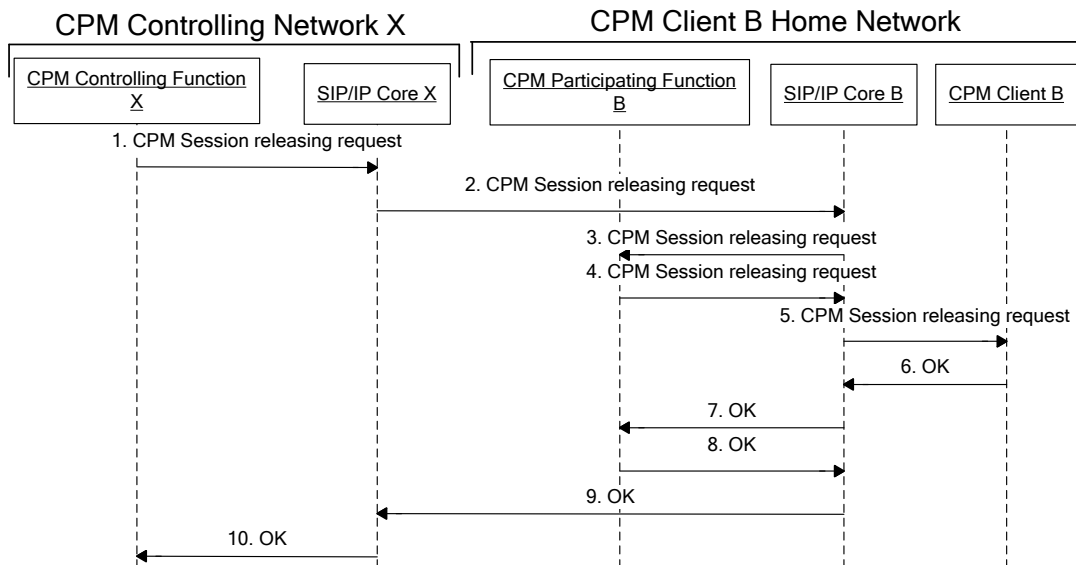 CPM Controlling Network X
CPM Client B Home Network
CPM Controlling Function
X
SIP/IP Core X
CPM Participating Function
B
SIP/IP Core B
CPM Client B
1. CPM Session releasing request
2. CPM Session releasing request
3. CPM Session releasing request
4. CPM Session releasing request
5. CPM Session releasing request
6. OK
7. OK
8. OK
9. OK
10. OK